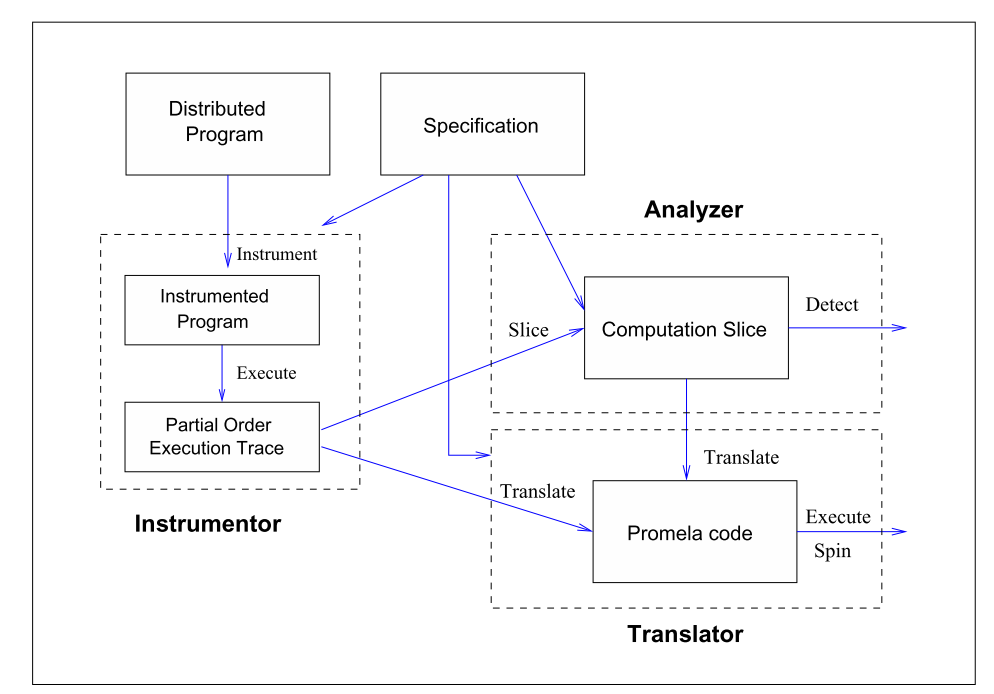 Distributed
Program
Specification
Analyzer
Instrument
Instrumented
Program
Execute
Partial Order
Execution Trace
Instrumentor
Slice
Computation Slice
Detect
Translate
Translate
Promela code
Execute
Spin
Translator